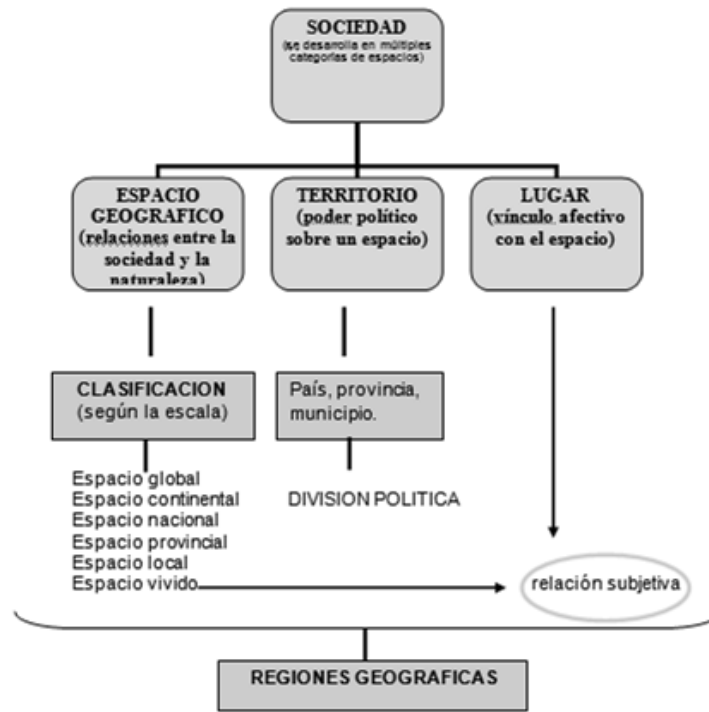 SOCIEDAD
(se desarrolla en múltiples
categorías de espacios)
ESPACIO
GEOGRAFICO
(relaciones entre la
sociedad y la
naturaleza)
TERRITORIO
(poder político
sobre un espacio)
LUGAR
(vínculo afectivo
con el espacio)
CLASIFICACION
(según la escala)
País, provincia,
municipio.
Espacio global
Espacio continental
Espacio nacional
Espacio provincial
Espacio local
Espacio vivido
DIVISION POLITICA
relación subjetiva
REGIONES GEOGRAFICAS